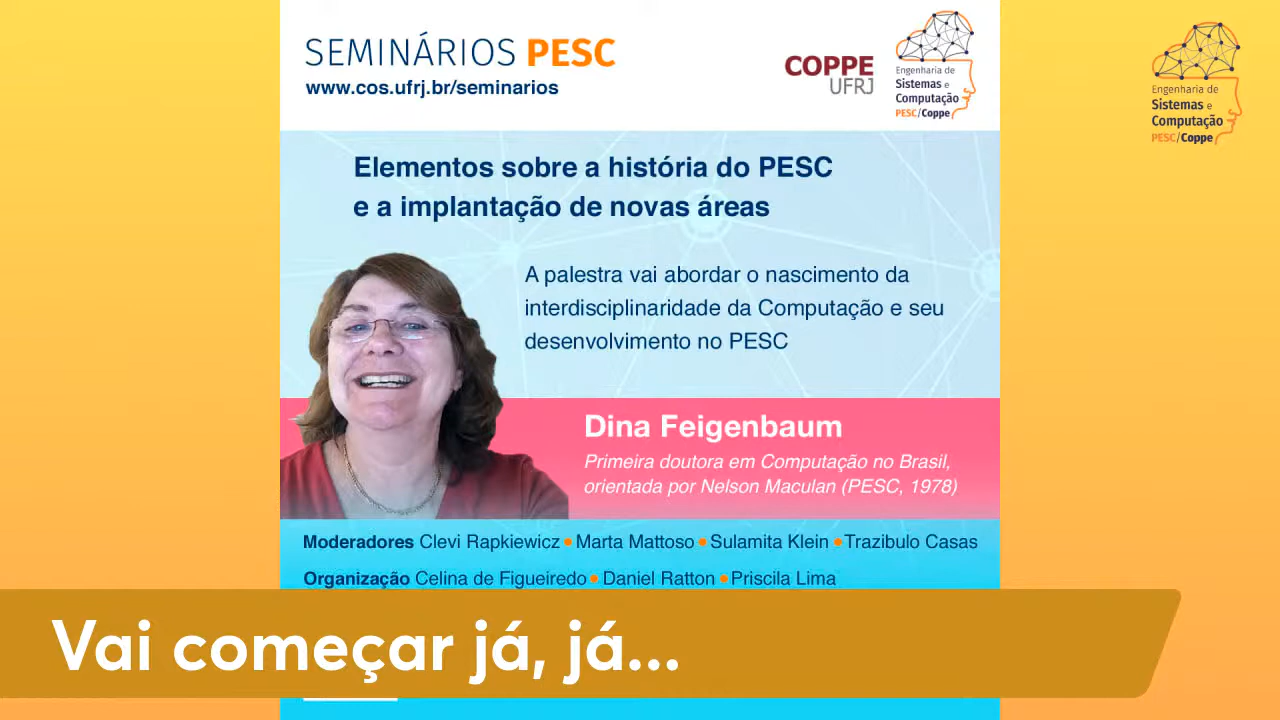 SEMINÁRIOS PESC
www.cos.ufrj.br/seminarios
COPPE
UFRJ
Engenharia de
Sistemas e
Computação
PESC/Coppe
Engenharia de
Sistemas e
Computação
PESC/Coppe
Elementos sobre a história do PESC
e a implantação de novas áreas
A palestra vai abordar o nascimento da
interdisciplinaridade da Computação e seu
desenvolvimento no PESC
Dina Feigenbaum
Primeira doutora em Computação no Brasil,
orientada por Nelson Maculan (PESC, 1978)
Moderadores Clevi Rapkiewicz • Marta Mattoso • Sulamita Klein • Trazibulo Casas
Organização Celina de Figueiredo • Daniel Ratton • Priscila Lima
Vai começar já, já...